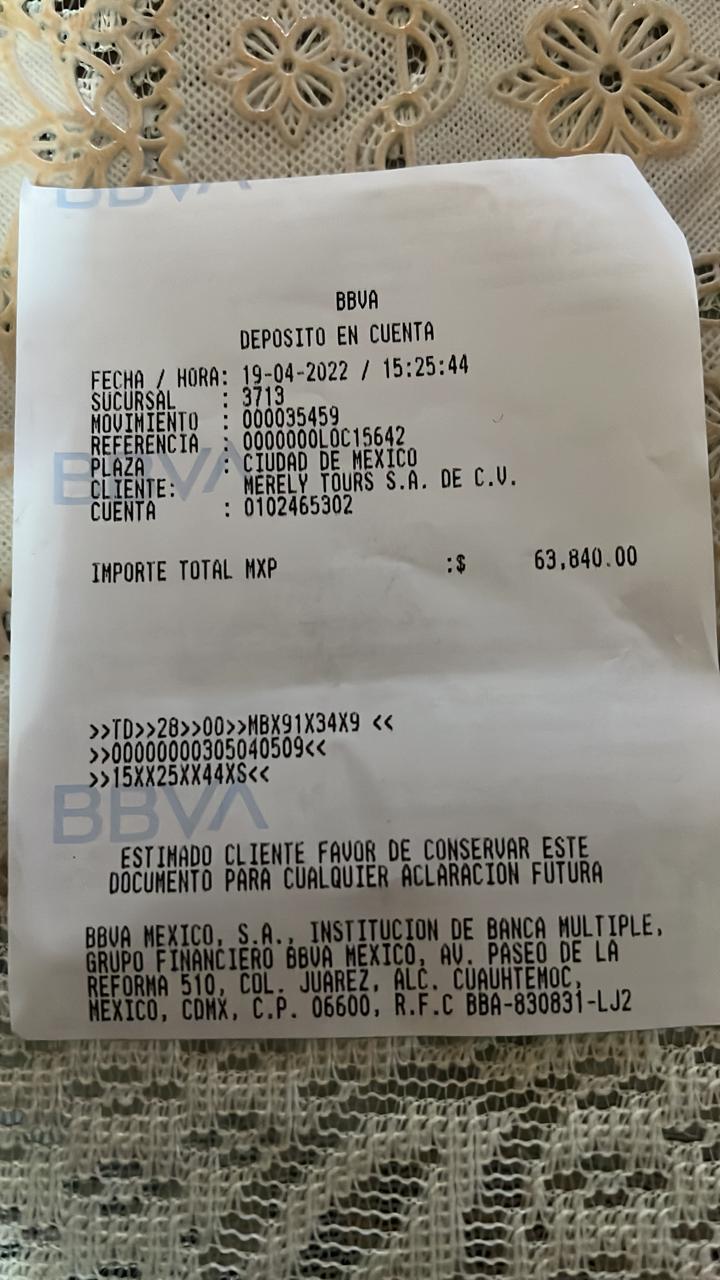 BBVA
BBVA
DEPOSITO EN CUENTA
FECHA / HORA: 19-04-2022 / 15:25:44
SUCURSAL : 3713
MOVIMIENTO : 000035459
REFERENCIA : 0000000LOC15642
PLAZA : CIUDAD DE MEXICO
BBVA
CLIENTE: MERELY TOURS S.A. DE C.V.
CUENTA : 0102465302
IMPORTE TOTAL MXP :$ 63,840.00
>>TD>>28>>00>>MBX91X34X9 <<
>>00000000305040509<<
>>15XX25XX44XS<<
BBVA
ESTIMADO CLIENTE FAVOR DE CONSERVAR ESTE
DOCUMENTO PARA CUALQUIER ACLARACION FUTURA
BBVA MEXICO, S.A., INSTITUCION DE BANCA MULTIPLE,
GRUPO FINANCIERO BBVA MEXICO, AV. PASEO DE LA
REFORMA 510, COL. JUAREZ, ALC. CUAUHTEMOC,
MEXICO, CDMX, C.P. 06600, R.F.C BBA-830831-LJ2